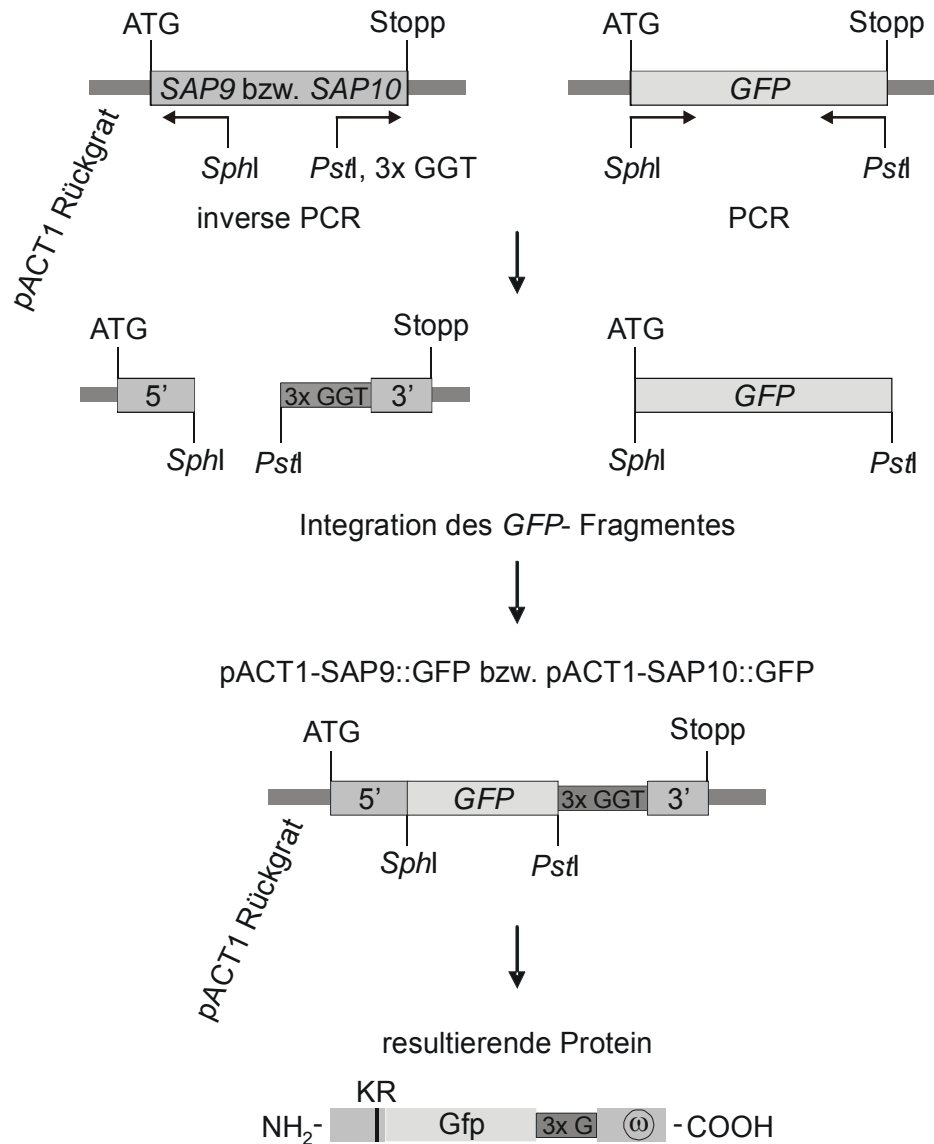 ATG
Stopp
ATG
Stopp
SAP9 bzw. SAP10
GFP
SphI
PstI, 3x GGT
SphI
PstI
pACT1 Rückgrat
inverse PCR
PCR
ATG
Stopp
ATG
5’
3x GGT
3’
GFP
SphI
PstI
SphI
PstI
Integration des GFP- Fragmentes
pACT1-SAP9::GFP bzw. pACT1-SAP10::GFP
ATG
Stopp
5’
GFP
3x GGT
3’
SphI
PstI
pACT1 Rückgrat
resultierende Protein
KR
NH2- Gfp 3x G ω -COOH